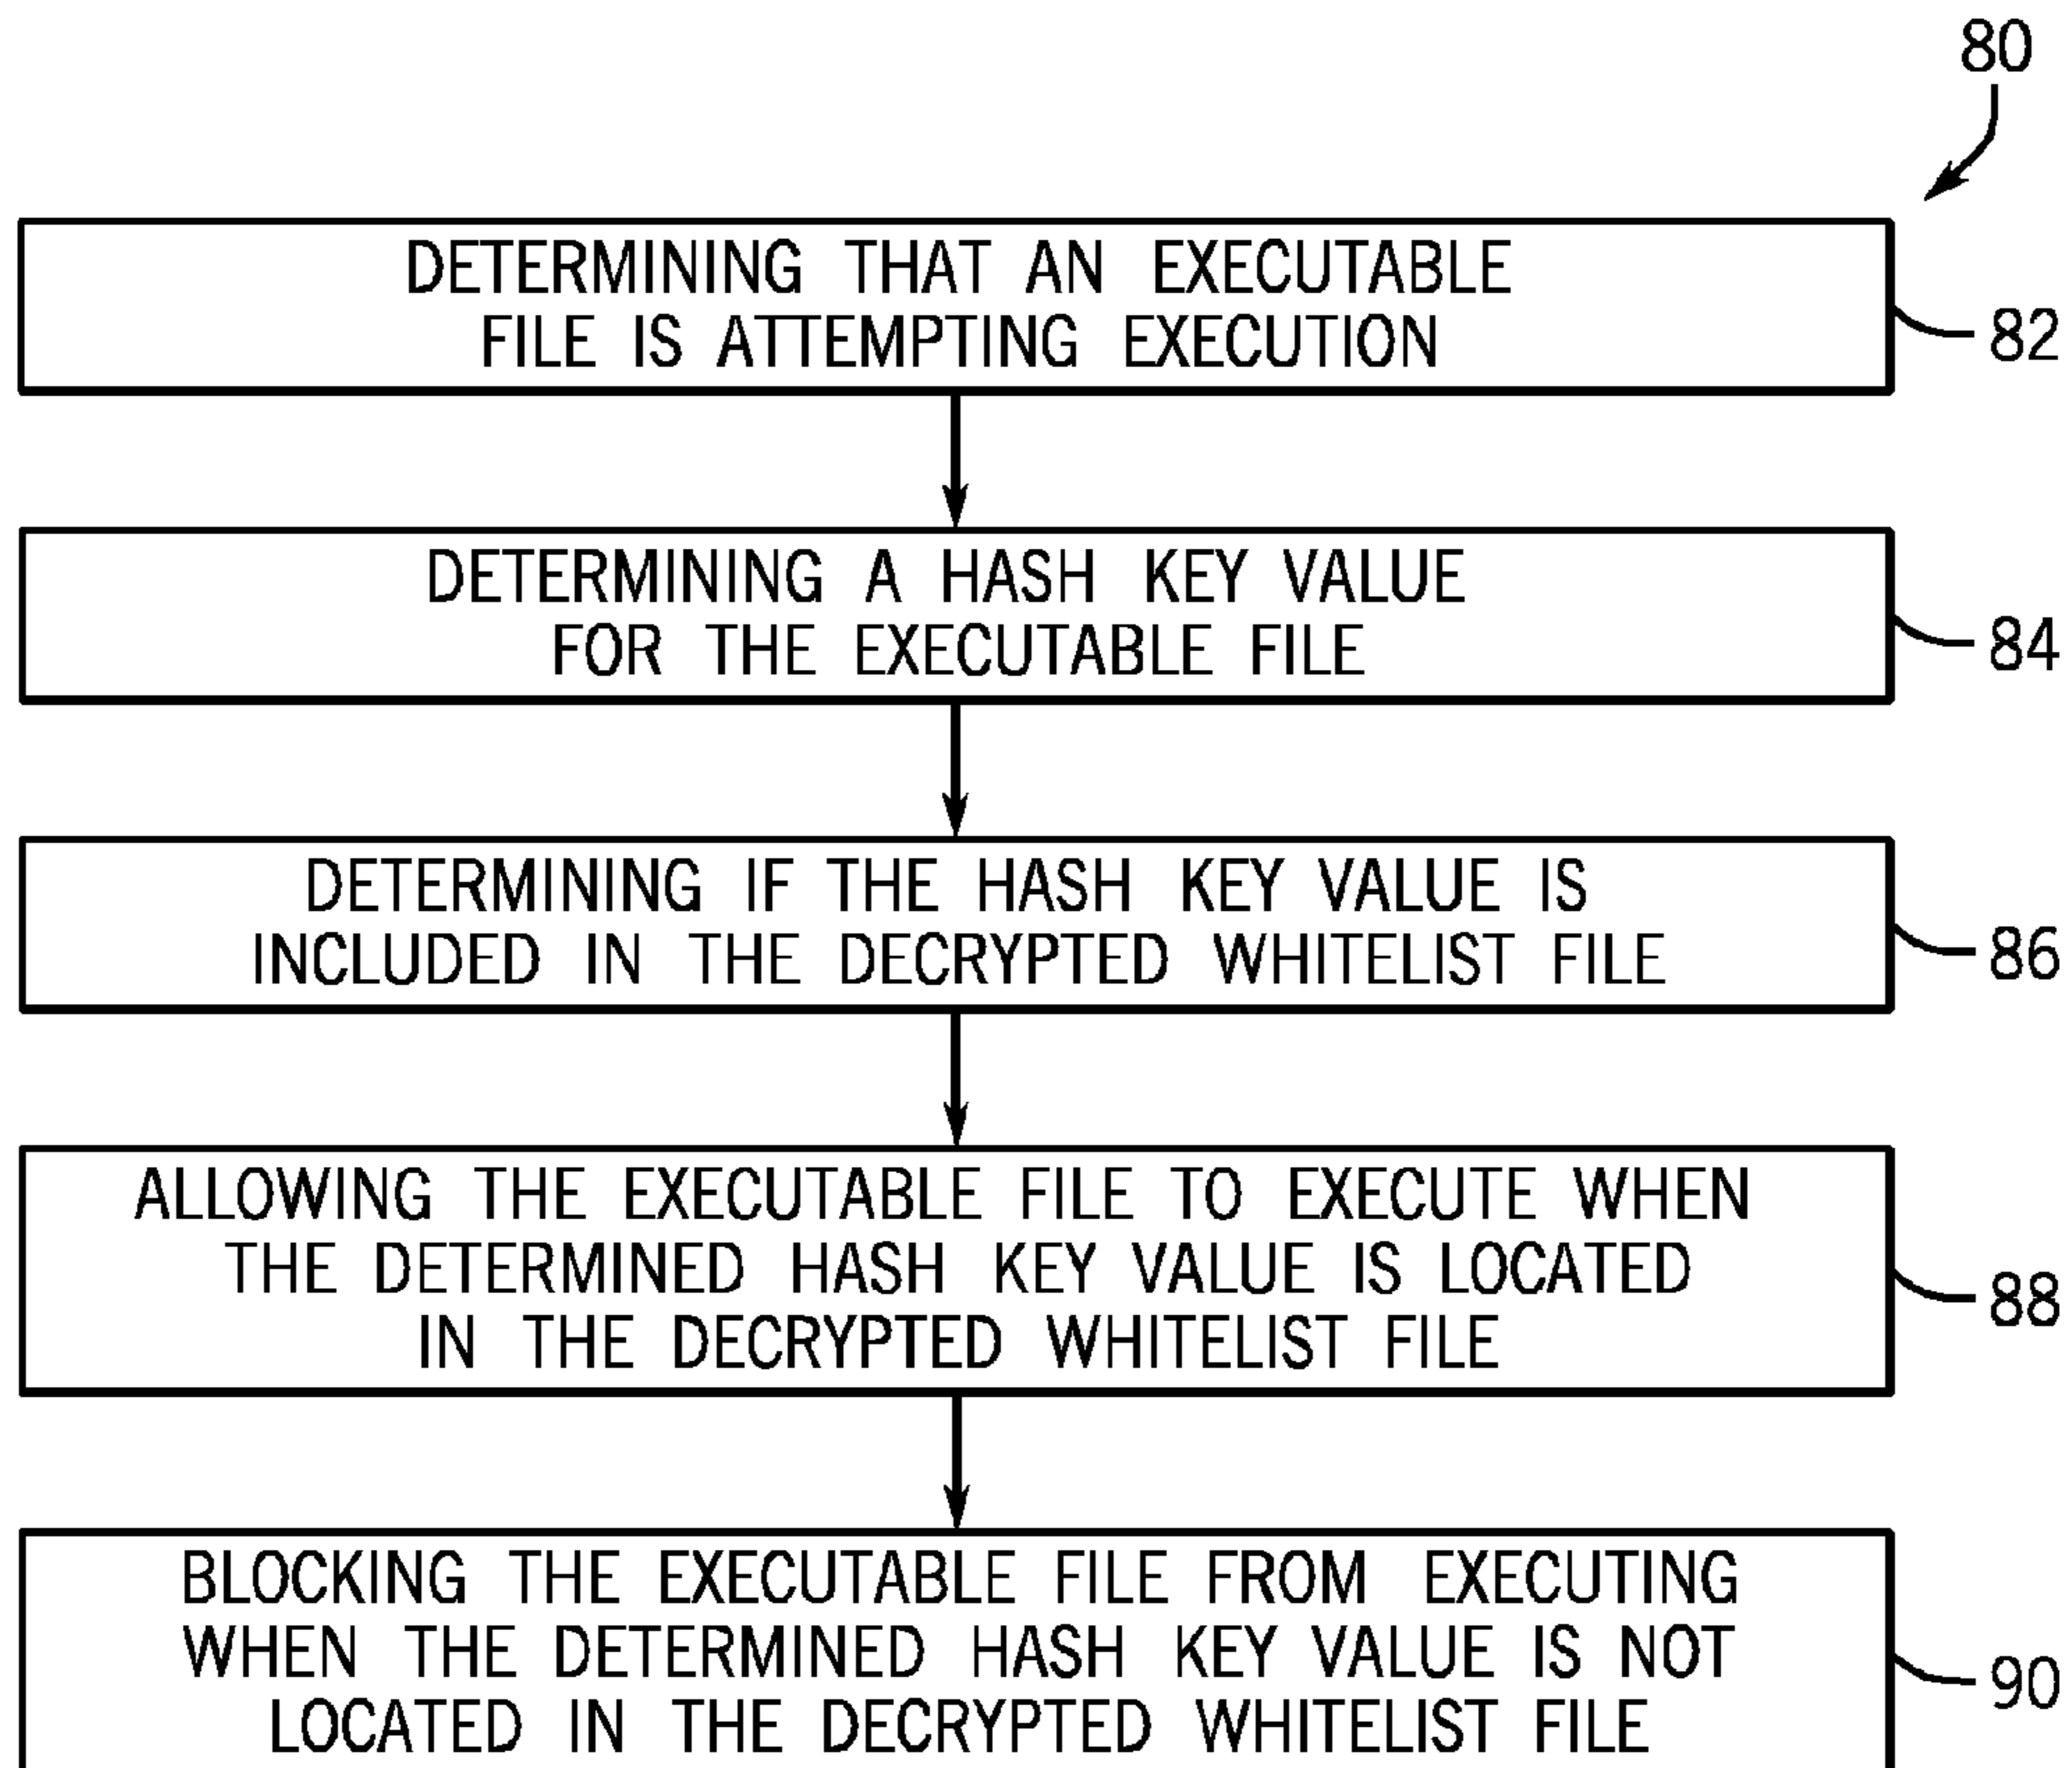 80
DETERMINING THAT AN EXECUTABLE
FILE IS ATTEMPTING EXECUTION
82
DETERMINING A HASH KEY VALUE
FOR THE EXECUTABLE FILE
84
DETERMINING IF THE HASH KEY VALUE IS
INCLUDED IN THE DECRYPTED WHITELIST FILE
86
ALLOWING THE EXECUTABLE FILE TO EXECUTE WHEN
THE DETERMINED HASH KEY VALUE IS LOCATED
IN THE DECRYPTED WHITELIST FILE
88
BLOCKING THE EXECUTABLE FILE FROM EXECUTING
WHEN THE DETERMINED HASH KEY VALUE IS NOT
LOCATED IN THE DECRYPTED WHITELIST FILE
90